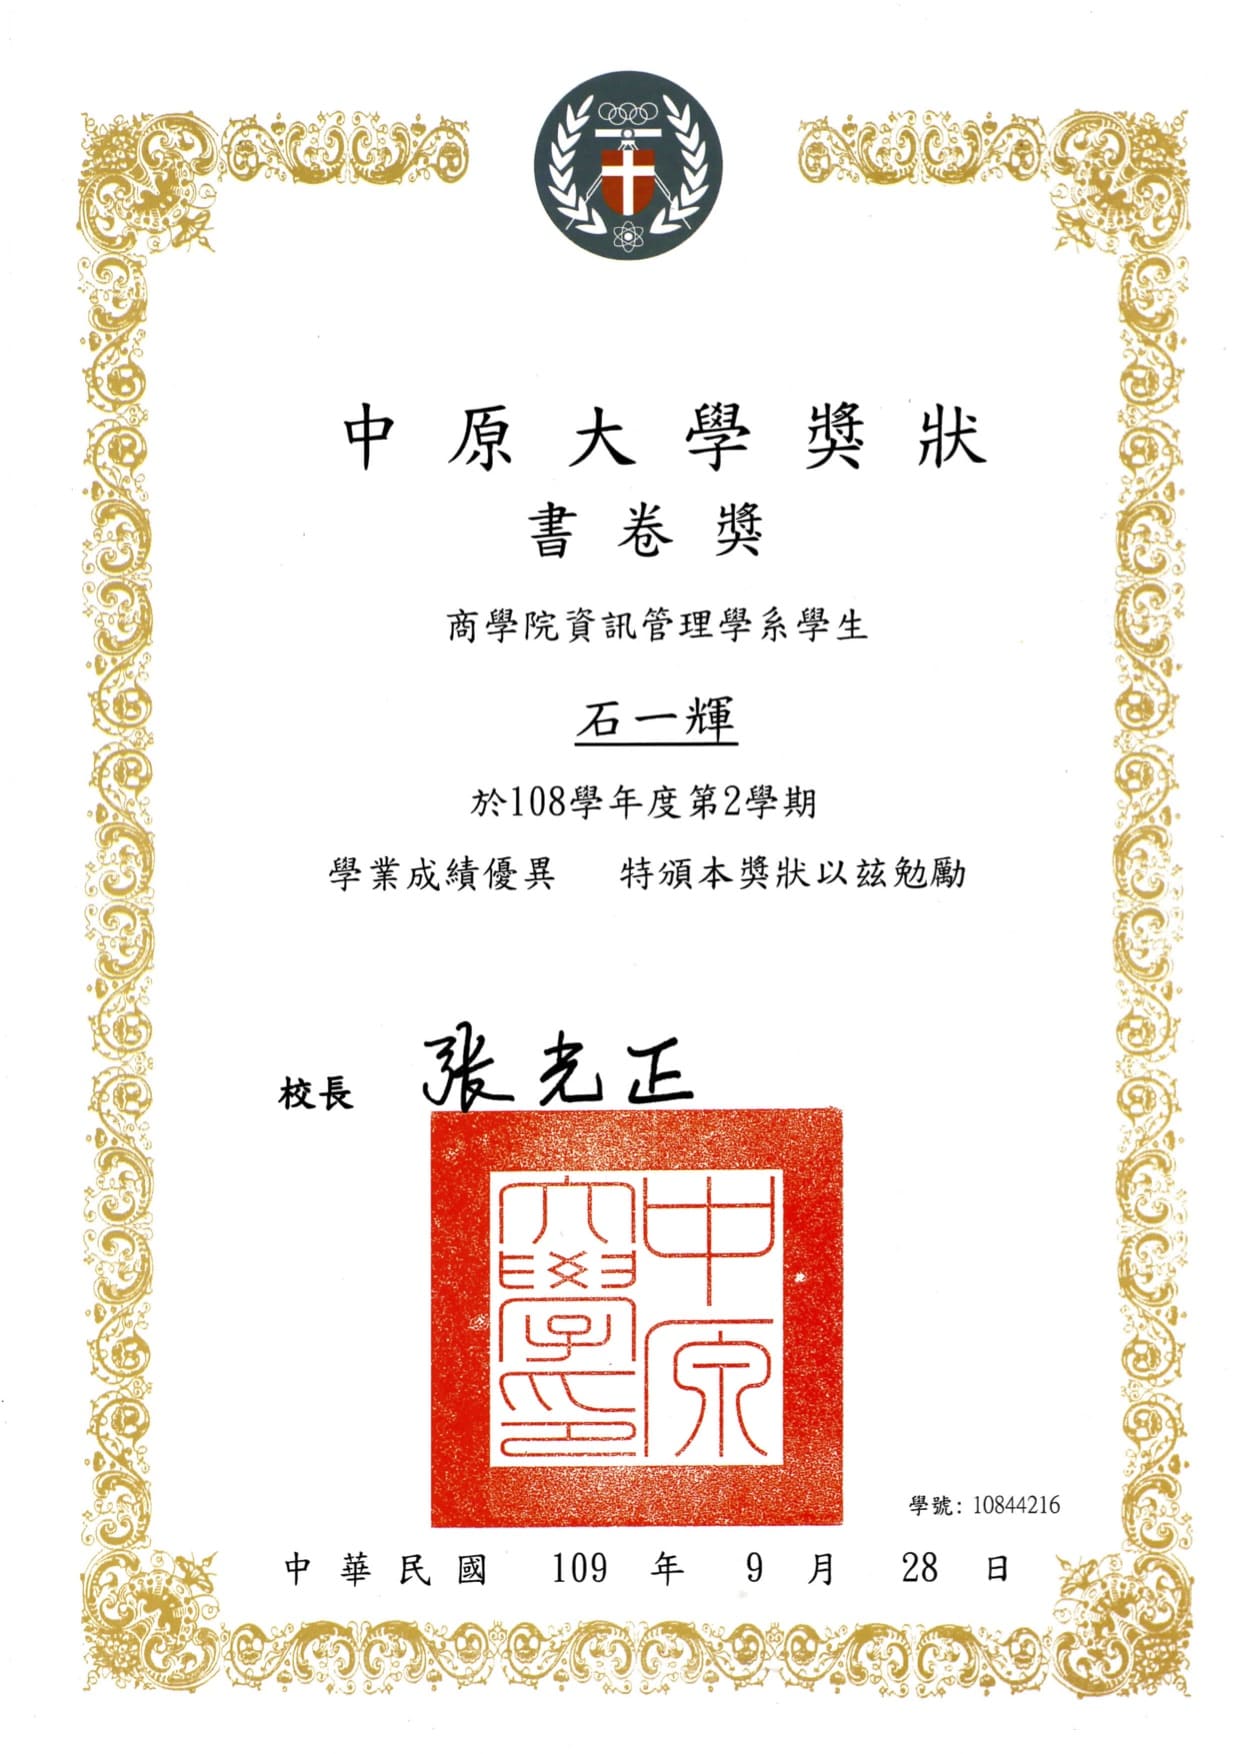 中原大學獎狀
書卷獎
商學院資訊管理學系學生
石一輝
於108學年度第2學期
學業成績優異 特頒本獎狀以茲勉勵
校長 張光正
中原
大學印
學號: 10844216
中華民國 109 年 9 月 28 日